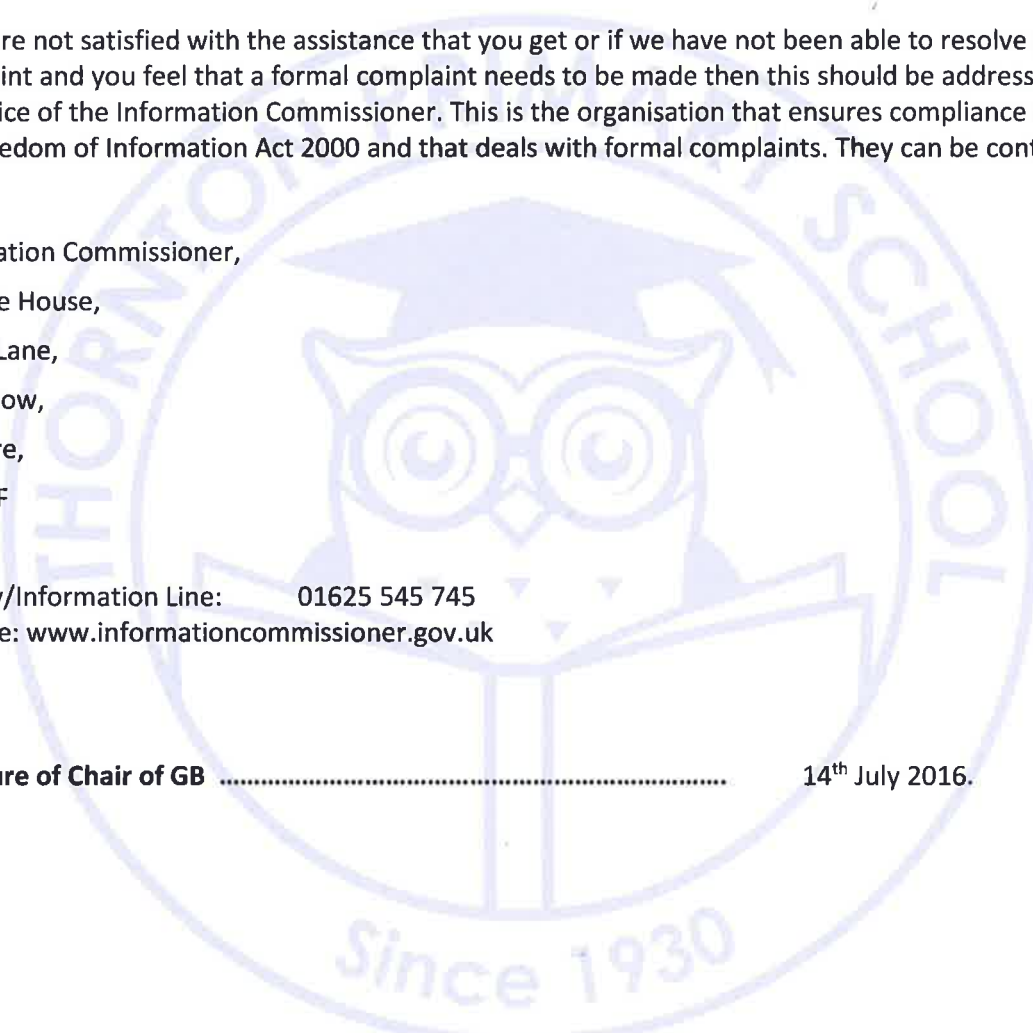 re not satisfied with the assistance that you get or if we have not been able to resolve
int and you feel that a formal complaint needs to be made then this should be address
ice of the Information Commissioner. This is the organisation that ensures compliance
edom of Information Act 2000 and that deals with formal complaints. They can be cont
ation Commissioner,
e House,
Lane,
ow,
re,
F
y/Information Line: 01625 545 745
e: www.informationcommissioner.gov.uk
ure of Chair of GB ........................................................................... 14th July 2016.
THORNTON PRIMARY SCHOOL
Since 1930